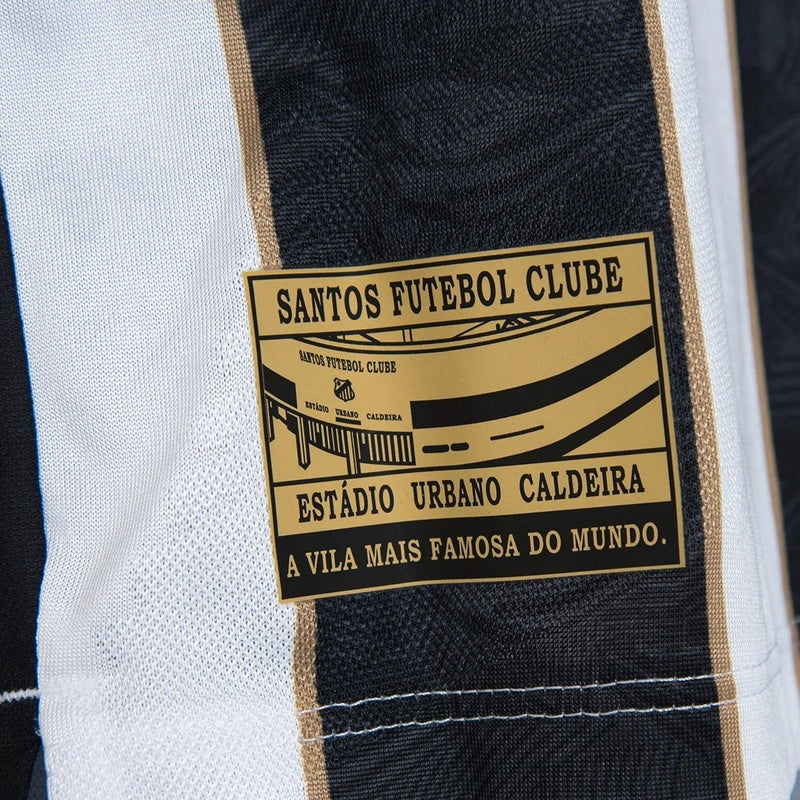 SANTOS FUTEBOL CLUBE
SANTOS FUTEBOL CLUBE
ESTÁDIO URBANO CALDEIRA
ESTÁDIO URBANO CALDEIRA
A VILA MAIS FAMOSA DO MUNDO.